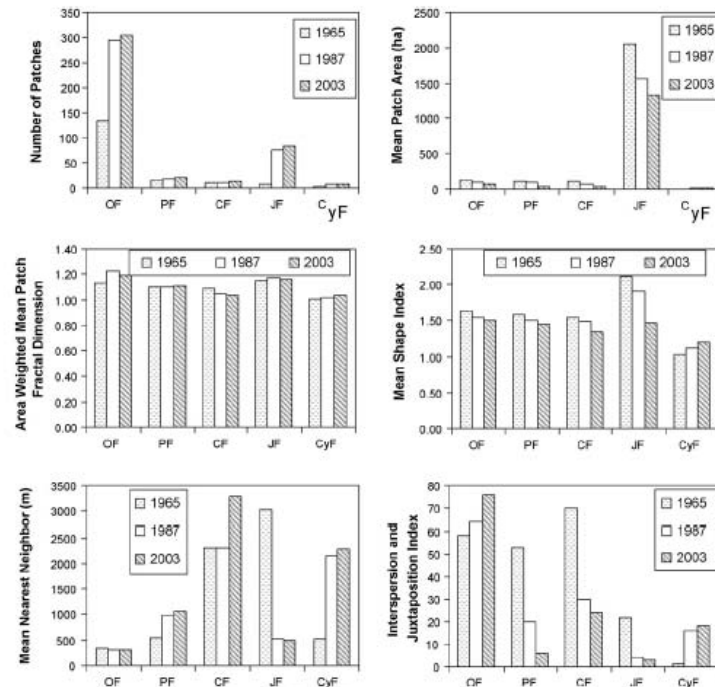 Number of Patches
350
300
250
200
150
100
50
0
1965
1987
2003
OF
PF
CF
JF
CyF
Mean Patch Area (ha)
2500
2000
1500
1000
500
0
1965
1987
2003
OF
PF
CF
JF
CyF
Area Weighted Mean Patch
Fractal Dimension
1.40
1.20
1.00
0.80
0.60
0.40
0.20
0.00
1965
1987
2003
OF
PF
CF
JF
CyF
Mean Shape Index
2.50
2.00
1.50
1.00
0.50
0.00
1965
1987
2003
OF
PF
CF
JF
CyF
Mean Nearest Neighbor (m)
3500
3000
2500
2000
1500
1000
500
0
1965
1987
2003
OF
PF
CF
JF
CyF
Interspersion and
Juxtaposition Index
80
70
60
50
40
30
20
10
0
1965
1987
2003
OF
PF
CF
JF
CyF